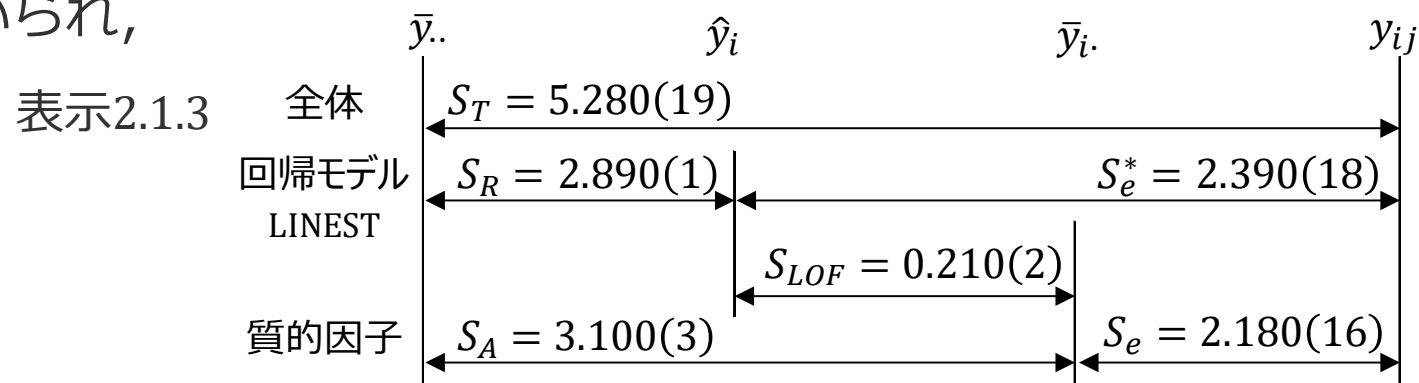 いられ,
ȳ.. ŷᵢ ȳᵢ. yᵢⱼ
表示2.1.3 全体 S_T = 5.280(19)
回帰モデル S_R = 2.890(1) S_e^* = 2.390(18)
LINEST
S_LOF = 0.210(2)
質的因子 S_A = 3.100(3) S_e = 2.180(16)